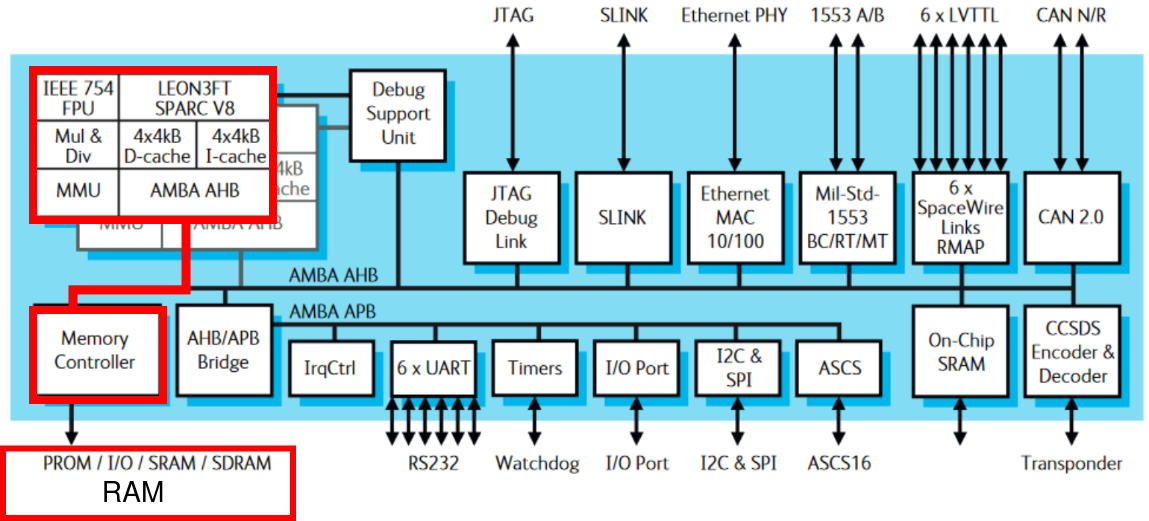 JTAG
SLINK
Ethernet PHY
1553 A/B
6 x LVTTL
CAN N/R
IEEE 754
FPU
LEON3FT
SPARC V8
Mul &
Div
4x4kB
D-cache
4x4kB
I-cache
MMU
AMBA AHB
4kB
ache
MMU
AMBA AHB
Debug
Support
Unit
JTAG
Debug
Link
SLINK
Ethernet
MAC
10/100
Mil-Std-
1553
BC/RT/MT
6 x
SpaceWire
Links
RMAP
CAN 2.0
AMBA AHB
AMBA APB
Memory
Controller
AHB/APB
Bridge
IrqCtrl
6 x UART
Timers
I/O Port
I2C &
SPI
ASCS
On-Chip
SRAM
CCSDS
Encoder &
Decoder
PROM / I/O / SRAM / SDRAM
RAM
RS232
Watchdog
I/O Port
I2C & SPI
ASCS16
Transponder